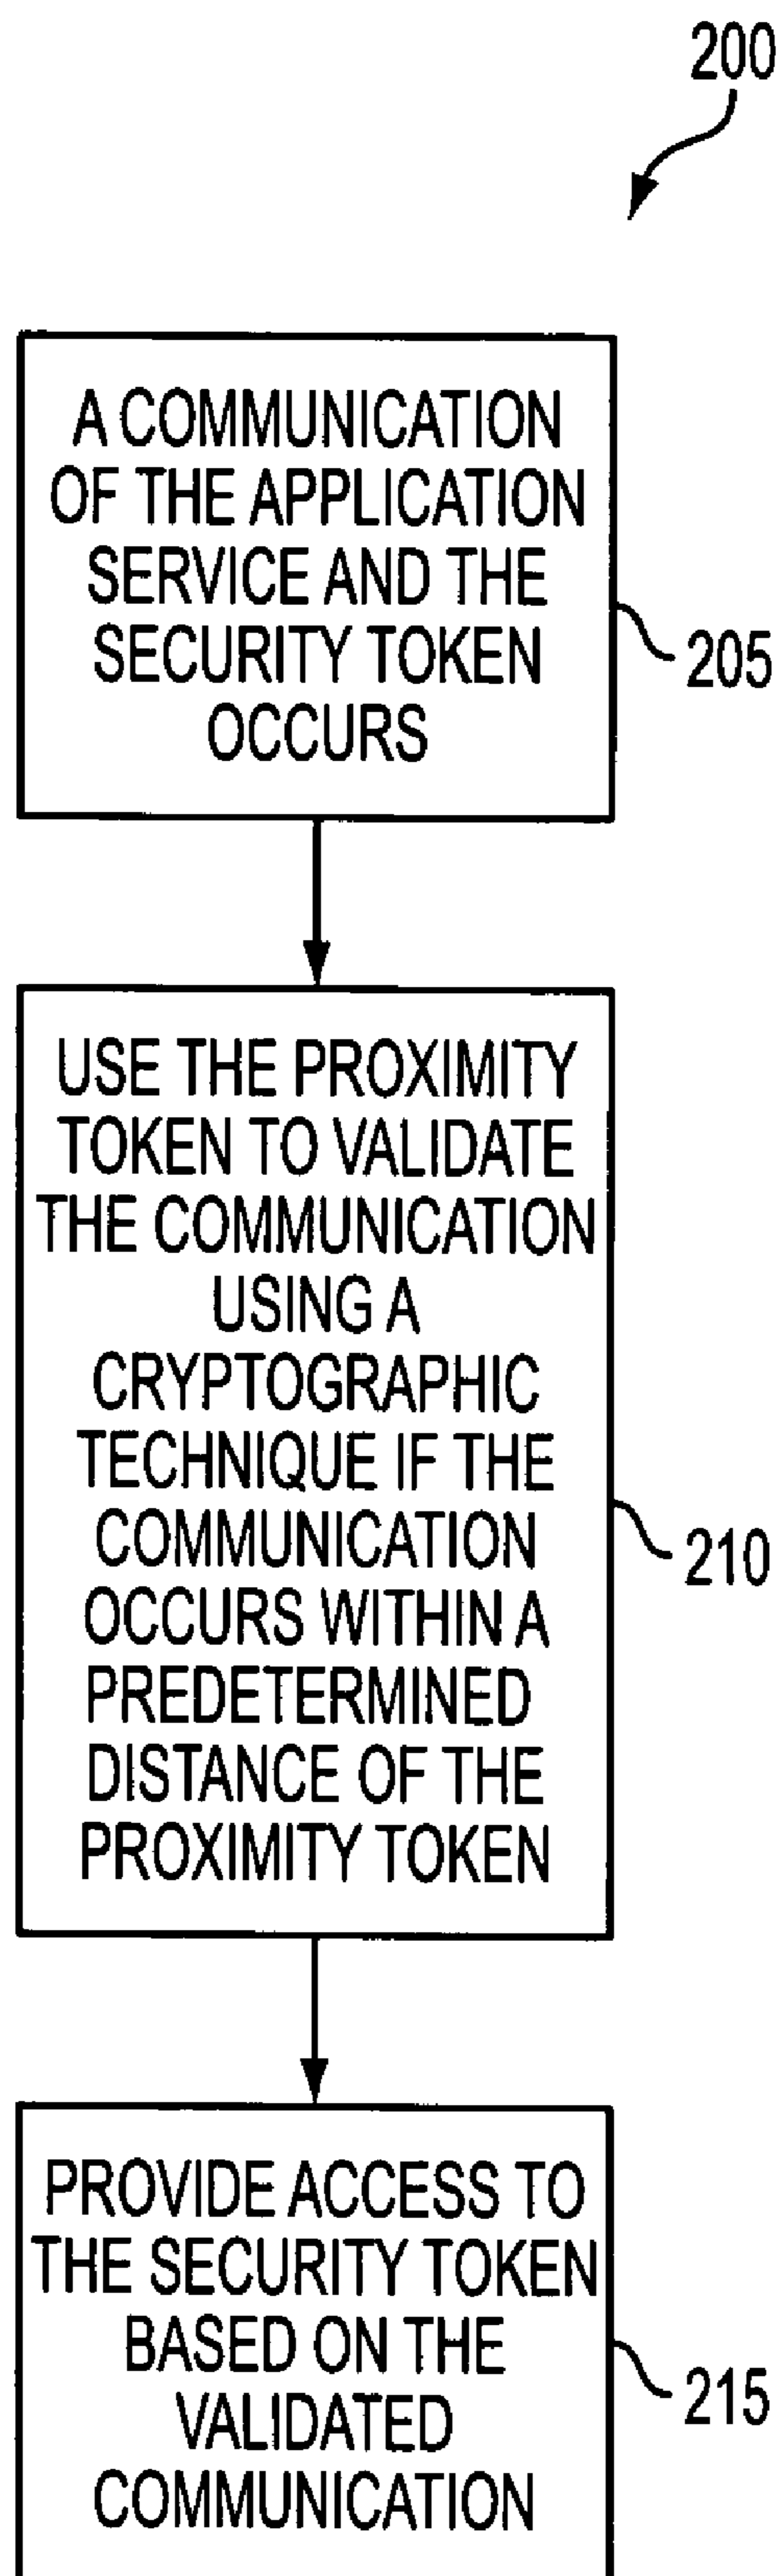 200
A COMMUNICATION
OF THE APPLICATION
SERVICE AND THE
SECURITY TOKEN
OCCURS
205
USE THE PROXIMITY
TOKEN TO VALIDATE
THE COMMUNICATION
USING A
CRYPTOGRAPHIC
TECHNIQUE IF THE
COMMUNICATION
OCCURS WITHIN A
PREDETERMINED
DISTANCE OF THE
PROXIMITY TOKEN
210
PROVIDE ACCESS TO
THE SECURITY TOKEN
BASED ON THE
VALIDATED
COMMUNICATION
215